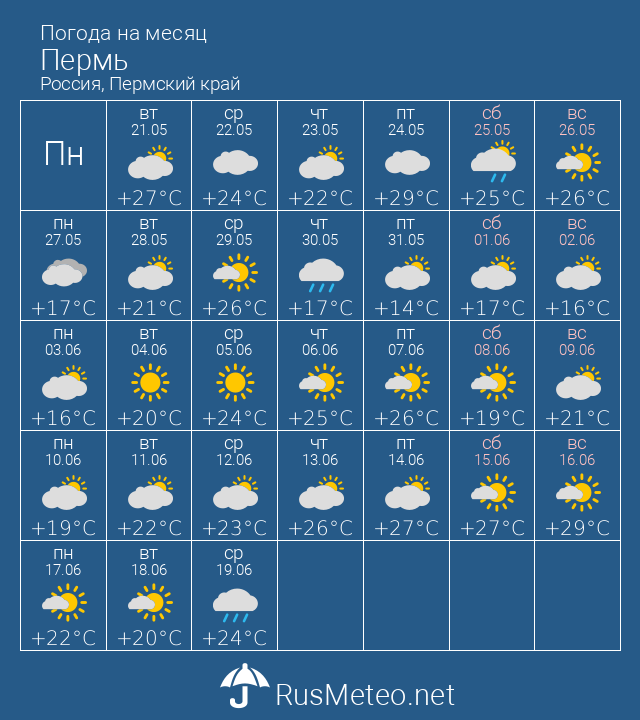 Погода на месяц
Пермь
Россия, Пермский край
Пн
вт ср чт пт сб вс
21.05 22.05 23.05 24.05 25.05 26.05
+27°C +24°C +22°C +29°C +25°C +26°C
пн вт ср чт пт сб вс
27.05 28.05 29.05 30.05 31.05 01.06 02.06
+17°C +21°C +26°C +17°C +14°C +17°C +16°C
пн вт ср чт пт сб вс
03.06 04.06 05.06 06.06 07.06 08.06 09.06
+16°C +20°C +24°C +25°C +26°C +19°C +21°C
пн вт ср чт пт сб вс
10.06 11.06 12.06 13.06 14.06 15.06 16.06
+19°C +22°C +23°C +26°C +27°C +27°C +29°C
пн вт ср
17.06 18.06 19.06
+22°C +20°C +24°C
RusMeteo.net